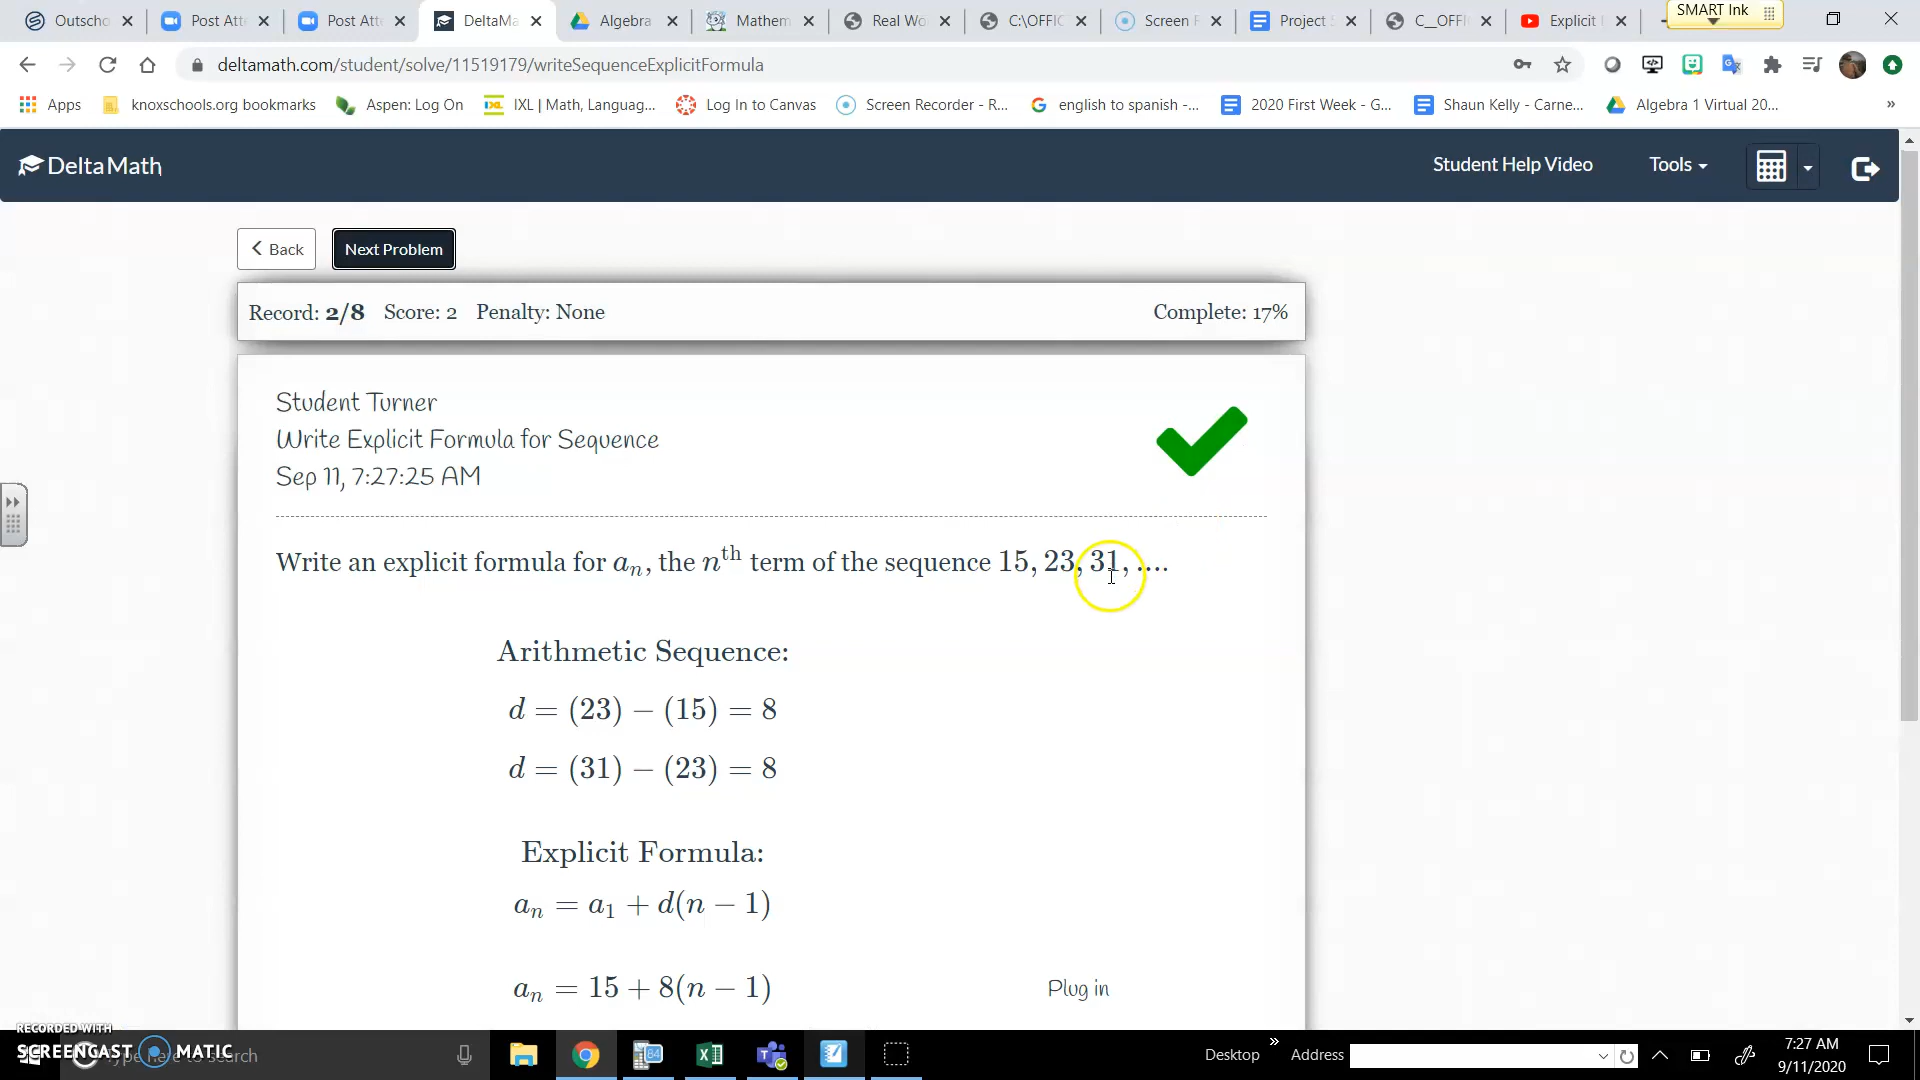 Outscho
Post Att
Post Att
DeltaMa
Algebra
Mathem
Real Wo
C:\OFFIC
Screen R
Project
C__OFFI
Explicit
SMART Ink
deltamath.com/student/solve/11519179/writeSequenceExplicitFormula
Apps
knoxschools.org bookmarks
Aspen: Log On
IXL | Math, Languag...
Log In to Canvas
Screen Recorder - R...
english to spanish -...
2020 First Week - G...
Shaun Kelly - Carne...
Algebra 1 Virtual 20...
»
DeltaMath
Student Help Video
Tools
Back
Next Problem
Record: 2/8 Score: 2 Penalty: None
Complete: 17%
Student Turner
Write Explicit Formula for Sequence
Sep 11, 7:27:25 AM
Write an explicit formula for aₙ, the nᵗʰ term of the sequence 15, 23, 31, ....
Arithmetic Sequence:
d = (23) − (15) = 8
d = (31) − (23) = 8
Explicit Formula:
aₙ = a₁ + d(n − 1)
aₙ = 15 + 8(n − 1)
Plug in
RECORDED WITH
SCREENCAST MATIC
Type here to search
84
Desktop
»
Address
7:27 AM
9/11/2020